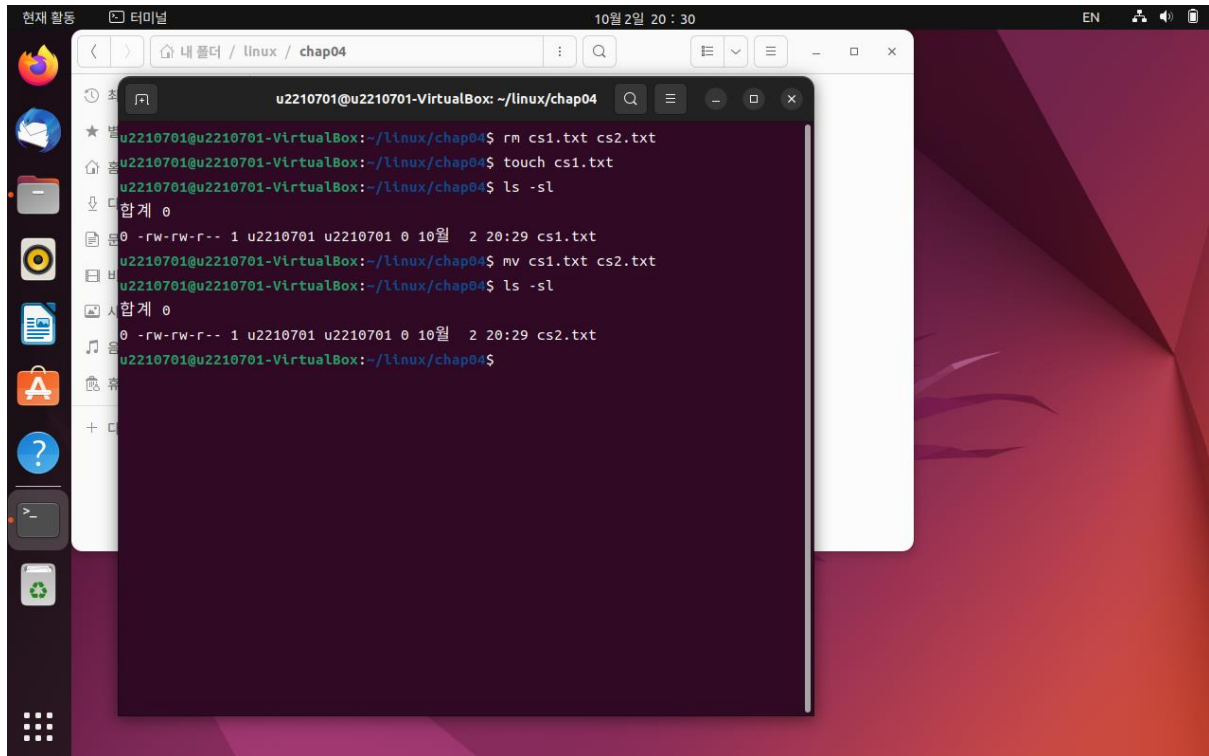 현재 활동 터미널 10월 2일 20 : 30 EN
내 폴더 / linux / chap04
u2210701@u2210701-VirtualBox: ~/linux/chap04
u2210701@u2210701-VirtualBox:~/linux/chap04$ rm cs1.txt cs2.txt
u2210701@u2210701-VirtualBox:~/linux/chap04$ touch cs1.txt
u2210701@u2210701-VirtualBox:~/linux/chap04$ ls -sl
합계 0
0 -rw-rw-r-- 1 u2210701 u2210701 0 10월  2 20:29 cs1.txt
u2210701@u2210701-VirtualBox:~/linux/chap04$ mv cs1.txt cs2.txt
u2210701@u2210701-VirtualBox:~/linux/chap04$ ls -sl
합계 0
0 -rw-rw-r-- 1 u2210701 u2210701 0 10월  2 20:29 cs2.txt
u2210701@u2210701-VirtualBox:~/linux/chap04$